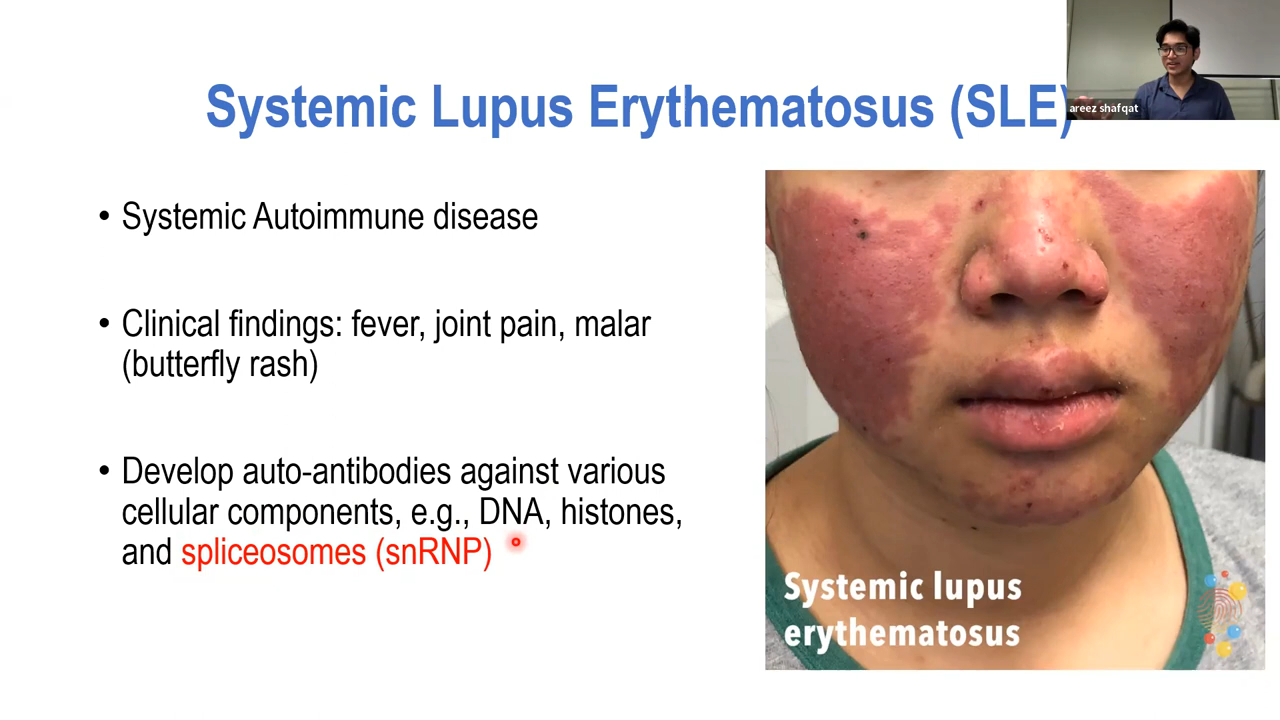 Systemic Lupus Erythematosus (SLE)
areez shafqat
• Systemic Autoimmune disease
• Clinical findings: fever, joint pain, malar
(butterfly rash)
• Develop auto-antibodies against various
cellular components, e.g., DNA, histones,
and spliceosomes (snRNP)
Systemic lupus
erythematosus